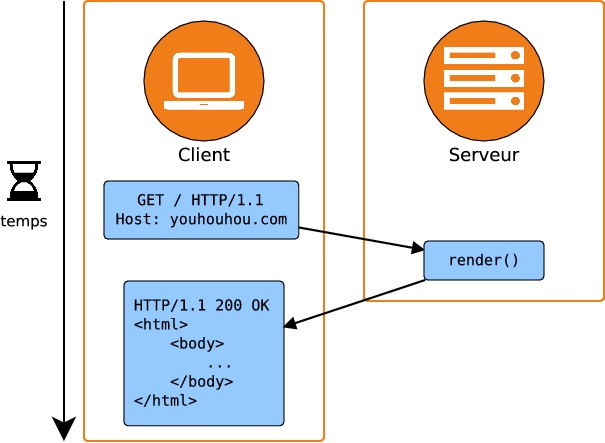 Client
Serveur
temps
GET / HTTP/1.1
Host: youhouhou.com
render()
HTTP/1.1 200 OK
<html>
    <body>
        ...
    </body>
</html>